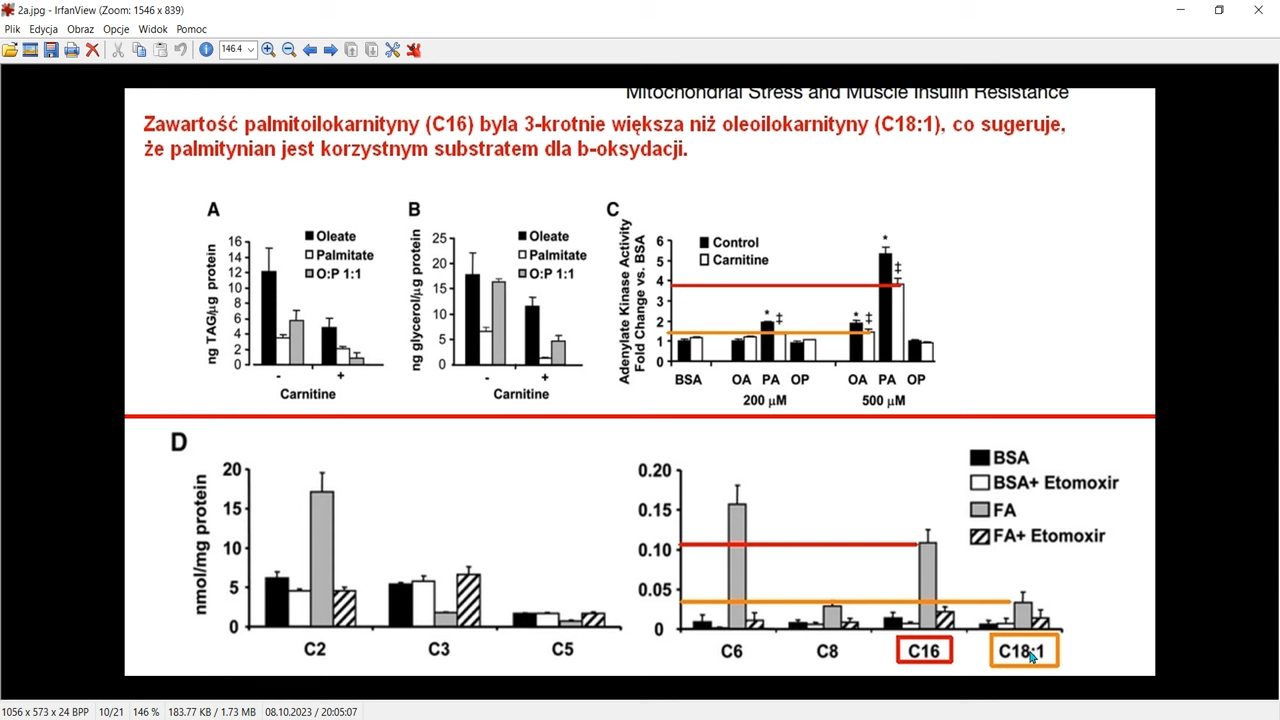 2a.jpg - IrfanView (Zoom: 1546 x 839)
Plik Edycja Obraz Opcje Widok Pomoc
146.4
Mitochondrial Stress and Muscle Insulin Resistance
Zawartość palmitoilokarnityny (C16) byla 3-krotnie większa niż oleoilokarnityny (C18:1), co sugeruje,
że palmitynian jest korzystnym substratem dla b-oksydacji.
A
ng TAG/µg protein
16
14
12
10
8
6
4
2
0
Oleate
Palmitate
O:P 1:1
- +
Carnitine
B
ng glycerol/µg protein
25
20
15
10
5
0
Oleate
Palmitate
O:P 1:1
- +
Carnitine
C
Adenylate Kinase Activity
Fold Change vs. BSA
6
5
4
3
2
1
0
Control
Carnitine
* ‡ * ‡ * ‡
BSA OA PA OP OA PA OP
200 µM 500 µM
D
nmol/mg protein
20
15
10
5
0
C2 C3 C5
0.20
0.15
0.10
0.05
0
C6 C8 C16 C18:1
BSA
BSA+ Etomoxir
FA
FA+ Etomoxir
1056 x 573 x 24 BPP 10/21 146 % 183.77 KB / 1.73 MB 08.10.2023 / 20:05:07